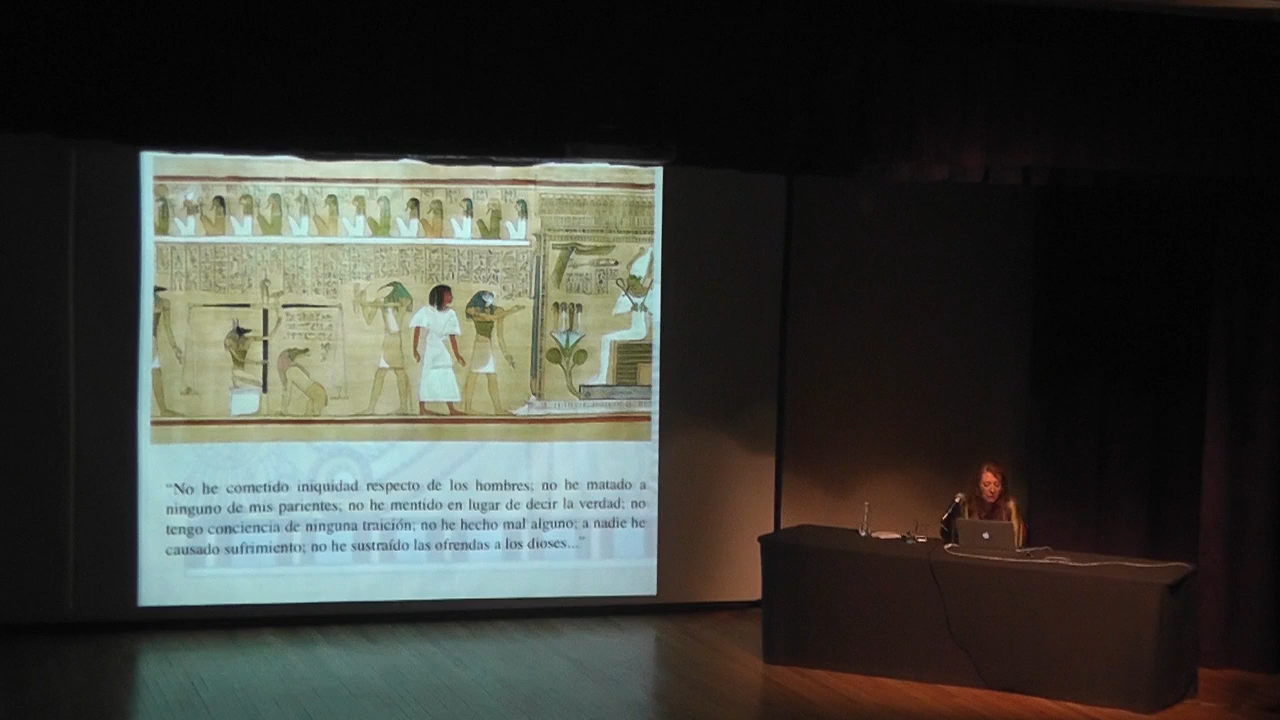 “No he cometido iniquidad respecto de los hombres; no he matado a
ninguno de mis parientes; no he mentido en lugar de decir la verdad; no
tengo conciencia de ninguna traición; no he hecho mal alguno; a nadie he
causado sufrimiento; no he sustraído las ofrendas a los dioses...”